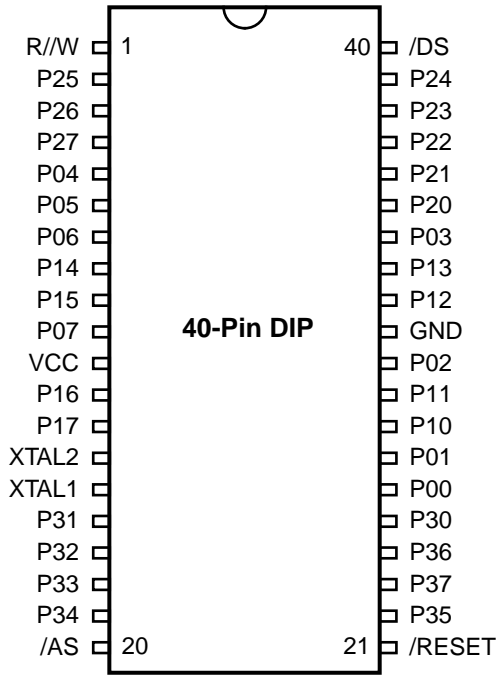 R//W 1 40 /DS
P25 P24
P26 P23
P27 P22
P04 P21
P05 P20
P06 P03
P14 P13
P15 P12
P07 40-Pin DIP GND
VCC P02
P16 P11
P17 P10
XTAL2 P01
XTAL1 P00
P31 P30
P32 P36
P33 P37
P34 P35
/AS 20 21 /RESET